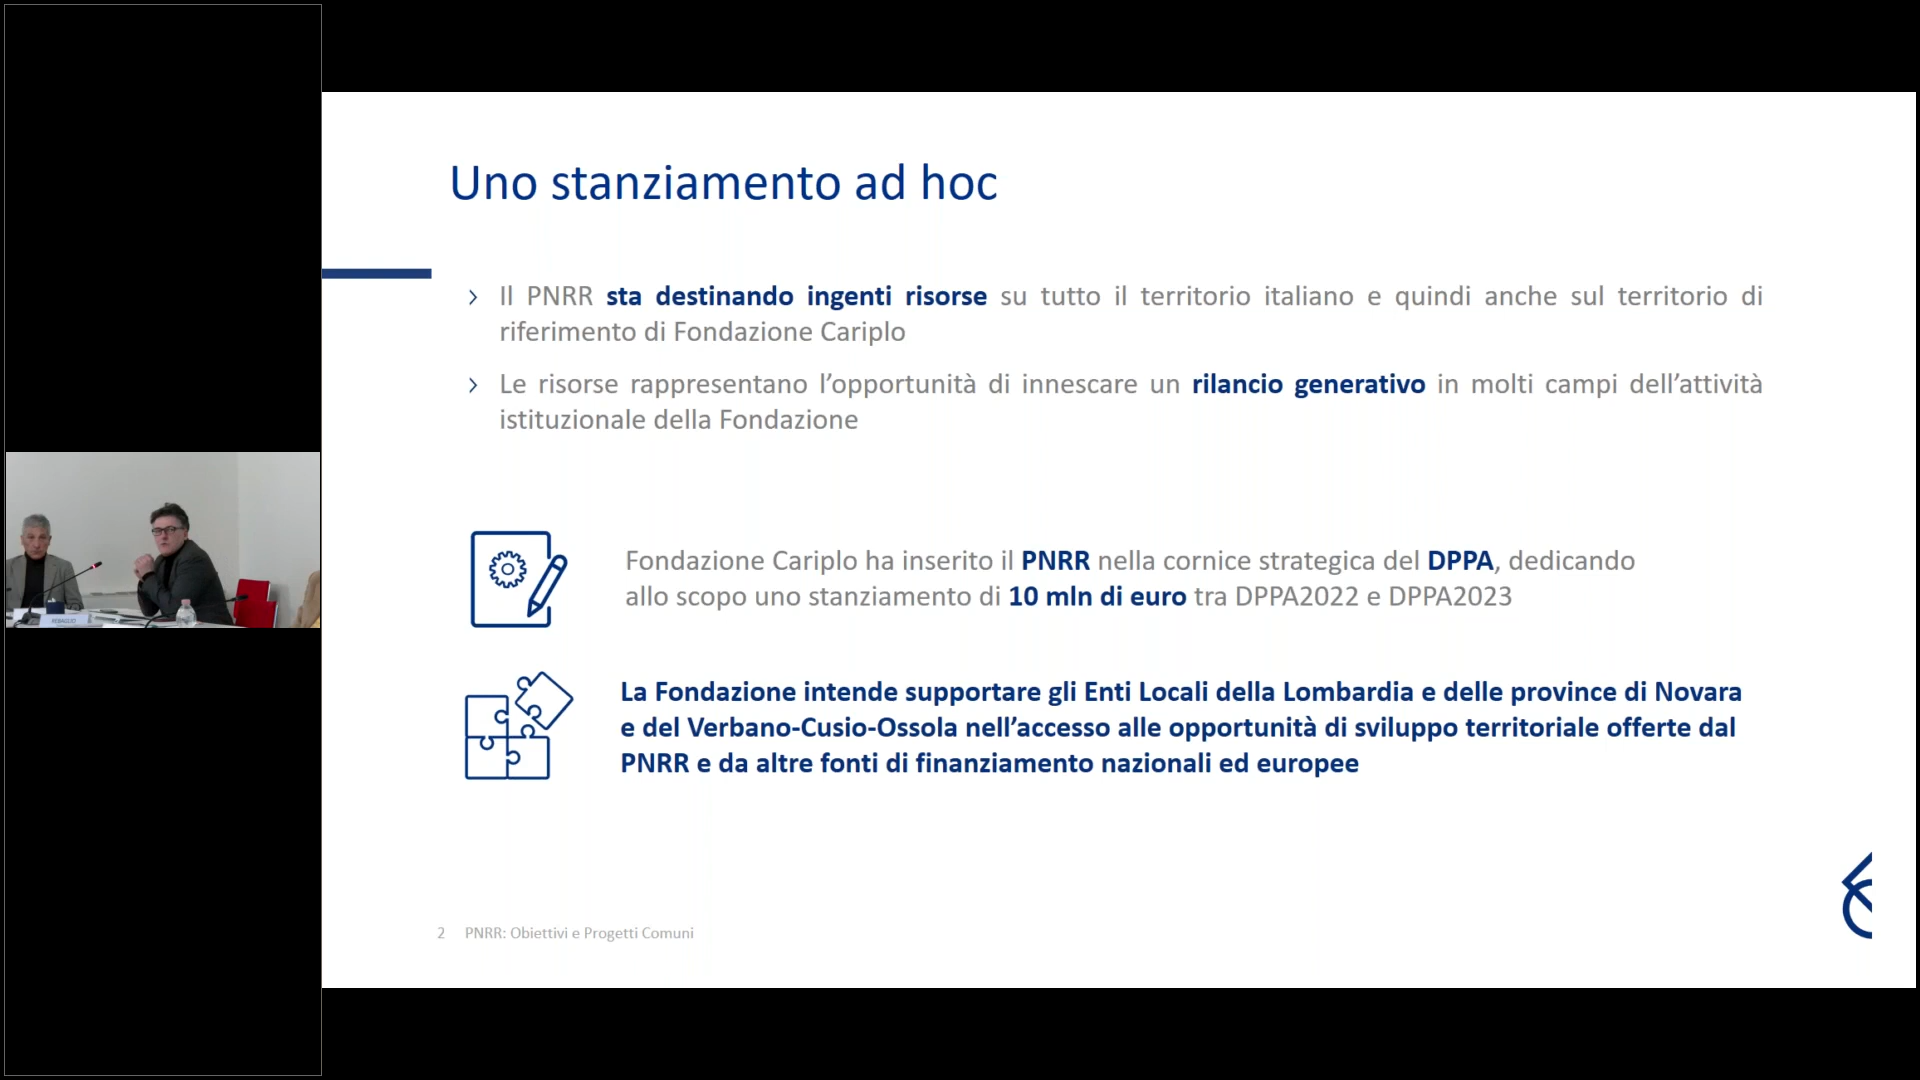 Uno stanziamento ad hoc
Il PNRR sta destinando ingenti risorse su tutto il territorio italiano e quindi anche sul territorio di
riferimento di Fondazione Cariplo
Le risorse rappresentano l’opportunità di innescare un rilancio generativo in molti campi dell’attività
istituzionale della Fondazione
Fondazione Cariplo ha inserito il PNRR nella cornice strategica del DPPA, dedicando
allo scopo uno stanziamento di 10 mln di euro tra DPPA2022 e DPPA2023
La Fondazione intende supportare gli Enti Locali della Lombardia e delle province di Novara
e del Verbano-Cusio-Ossola nell’accesso alle opportunità di sviluppo territoriale offerte dal
PNRR e da altre fonti di finanziamento nazionali ed europee
2 PNRR: Obiettivi e Progetti Comuni